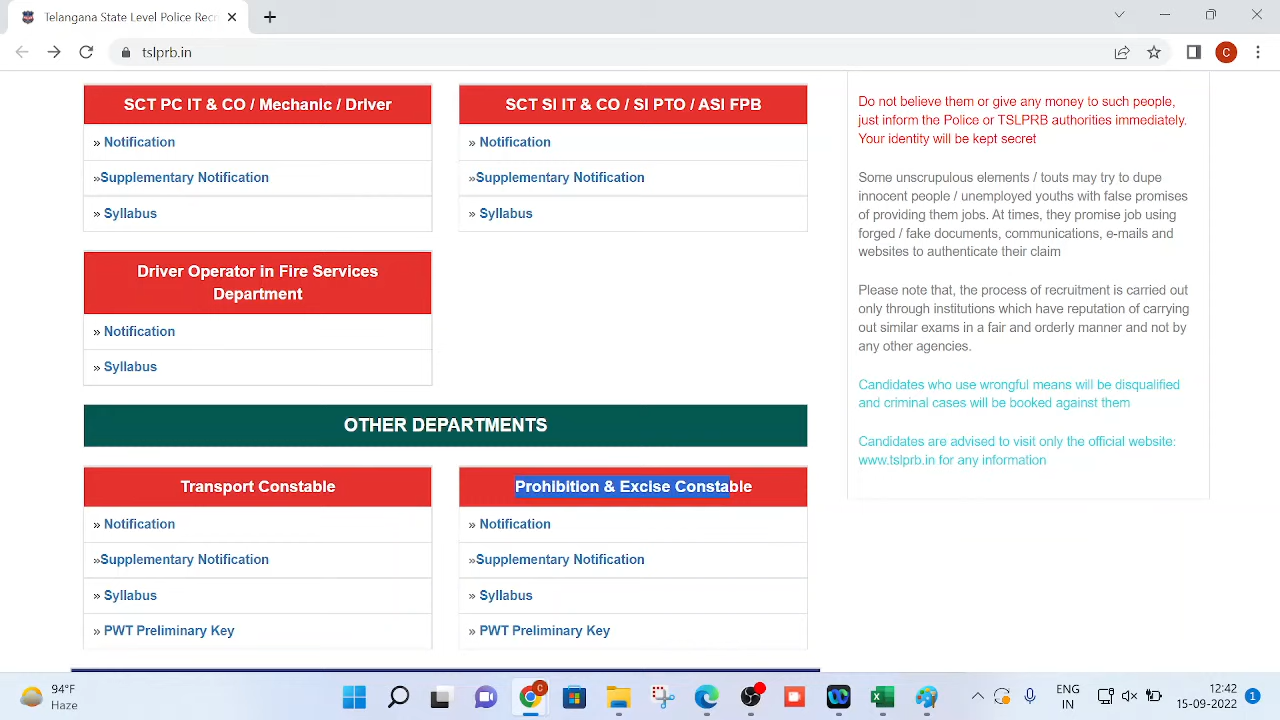 Telangana State Level Police Recr
tslprb.in
C
SCT PC IT & CO / Mechanic / Driver
» Notification
»Supplementary Notification
» Syllabus
SCT SI IT & CO / SI PTO / ASI FPB
» Notification
»Supplementary Notification
» Syllabus
Driver Operator in Fire Services
Department
» Notification
» Syllabus
OTHER DEPARTMENTS
Transport Constable
» Notification
»Supplementary Notification
» Syllabus
» PWT Preliminary Key
Prohibition & Excise Constable
» Notification
»Supplementary Notification
» Syllabus
» PWT Preliminary Key
Do not believe them or give any money to such people,
just inform the Police or TSLPRB authorities immediately.
Your identity will be kept secret
Some unscrupulous elements / touts may try to dupe
innocent people / unemployed youths with false promises
of providing them jobs. At times, they promise job using
forged / fake documents, communications, e-mails and
websites to authenticate their claim
Please note that, the process of recruitment is carried out
only through institutions which have reputation of carrying
out similar exams in a fair and orderly manner and not by
any other agencies.
Candidates who use wrongful means will be disqualified
and criminal cases will be booked against them
Candidates are advised to visit only the official website:
www.tslprb.in for any information
94°F
Haze
C
ENG
IN
12:42
15-09-2022
1